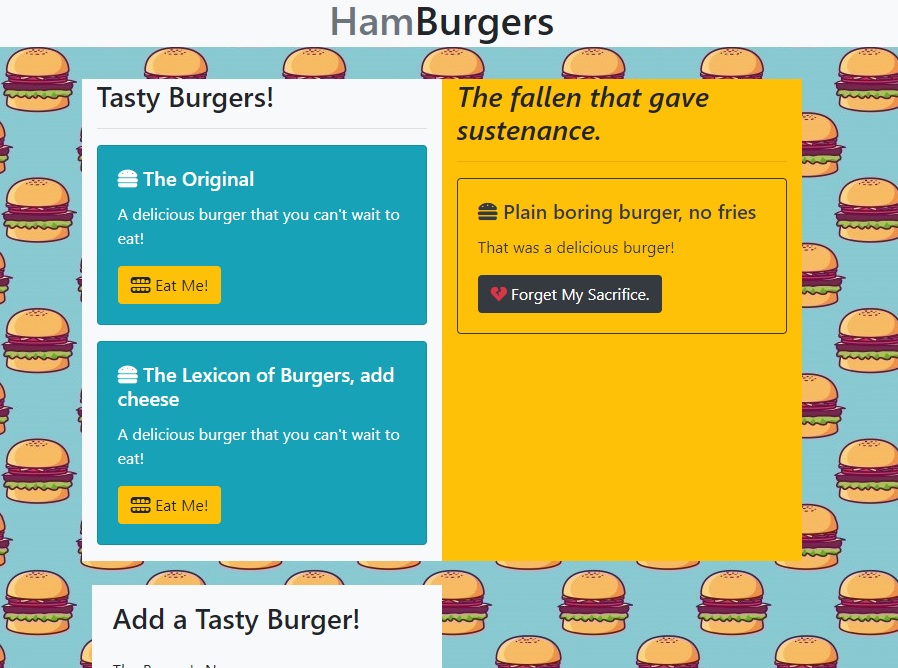 HamBurgers
Tasty Burgers!
The Original
A delicious burger that you can't wait to
eat!
Eat Me!
The Lexicon of Burgers, add
cheese
A delicious burger that you can't wait to
eat!
Eat Me!
The fallen that gave
sustenance.
Plain boring burger, no fries
That was a delicious burger!
Forget My Sacrifice.
Add a Tasty Burger!